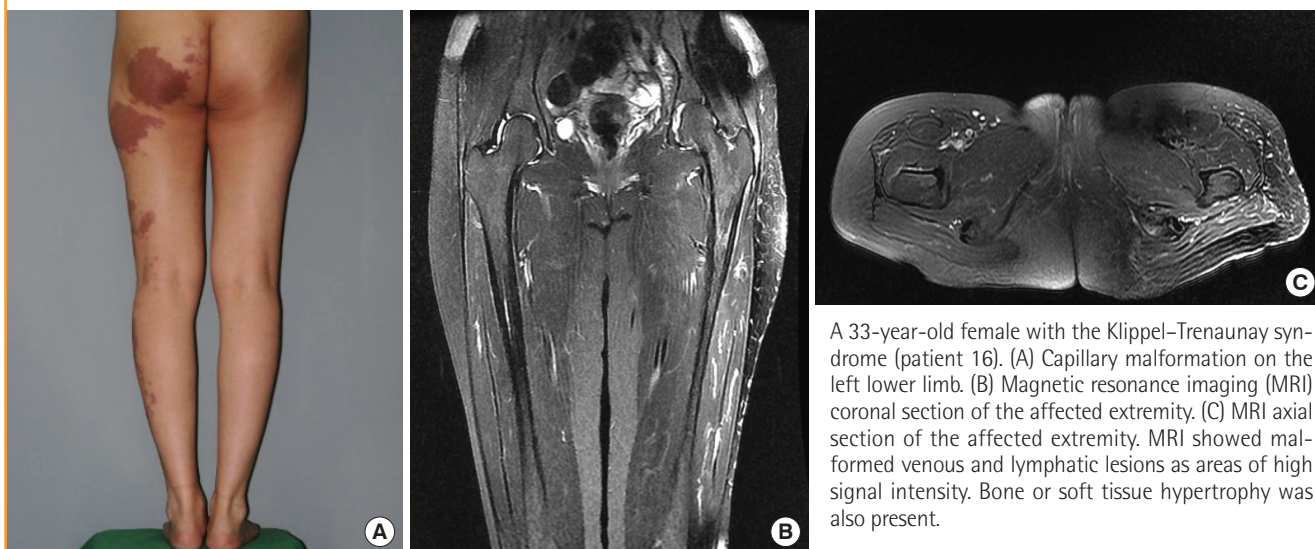 A
B
C
A 33-year-old female with the Klippel–Trenaunay syn-
drome (patient 16). (A) Capillary malformation on the
left lower limb. (B) Magnetic resonance imaging (MRI)
coronal section of the affected extremity. (C) MRI axial
section of the affected extremity. MRI showed mal-
formed venous and lymphatic lesions as areas of high
signal intensity. Bone or soft tissue hypertrophy was
also present.